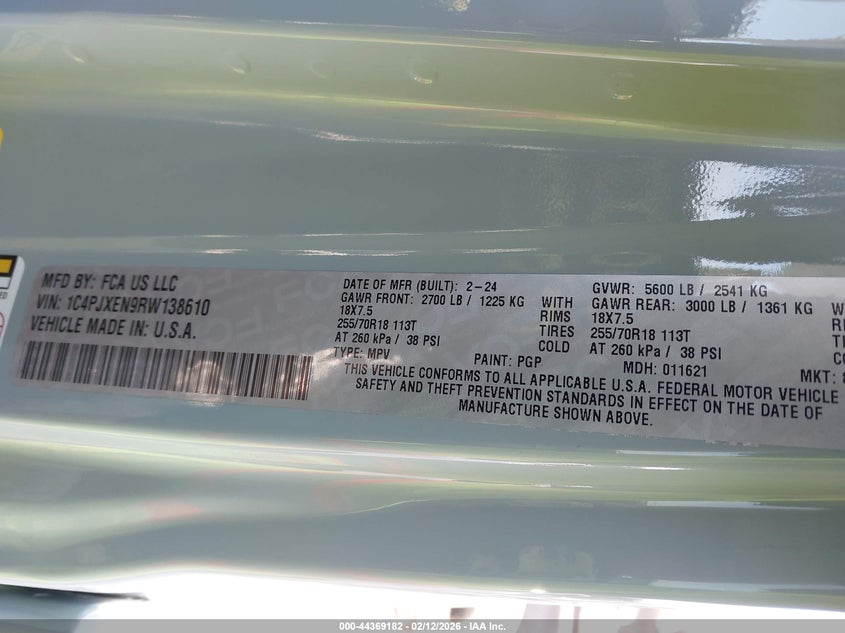 MFD BY: FCA US LLC
VIN: 1C4PJXEN9RW138610
VEHICLE MADE IN: U.S.A.
DATE OF MFR (BUILT): 2-24
GAWR FRONT: 2700 LB / 1225 KG
18X7.5
255/70R18 113T
AT 260 kPa / 38 PSI
TYPE: MPV
PAINT: PGP
WITH
RIMS
TIRES
COLD
GVWR: 5600 LB / 2541 KG
GAWR REAR: 3000 LB / 1361 KG
18X7.5
255/70R18 113T
AT 260 kPa / 38 PSI
MDH: 011621
MKT:
WITH
THIS VEHICLE CONFORMS TO ALL APPLICABLE U.S.A. FEDERAL MOTOR VEHICLE
SAFETY AND THEFT PREVENTION STANDARDS IN EFFECT ON THE DATE OF
MANUFACTURE SHOWN ABOVE.
000-44369182 - 02/12/2026 - IAA Inc.